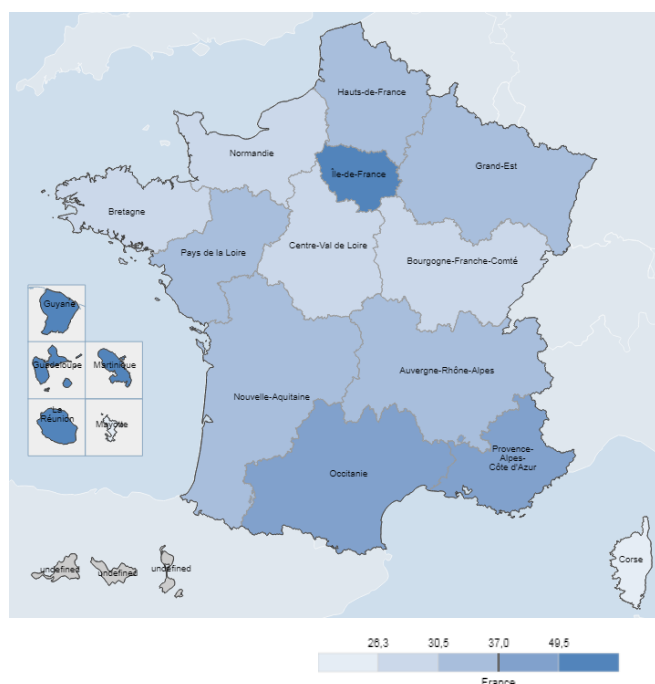 Hauts-de-France
Normandie
Île-de-France
Grand-Est
Bretagne
Pays de la Loire
Centre-Val de Loire
Bourgogne-Franche-Comté
Guyane
Guadeloupe
Martinique
Auvergne-Rhône-Alpes
Nouvelle-Aquitaine
La
Réunion
Mayotte
Provence-
Alpes-
Côte d'Azur
Occitanie
undefined
undefined
undefined
Corse
26,3 30,5 37,0 49,5
France